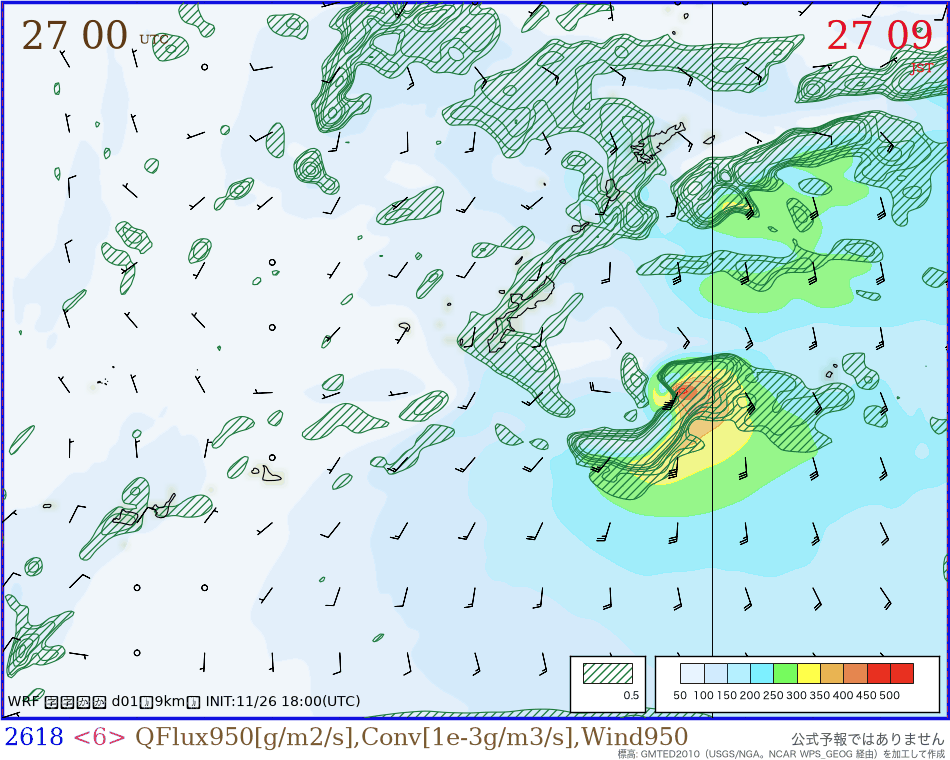 27 00 UTC
27 09
JST
0.5
50 100 150 200 250 300 350 400 450 500
WRF d01 9km INIT:11/26 18:00(UTC)
2618 <6> QFlux950[g/m2/s],Conv[1e-3g/m3/s],Wind950
公式予報ではありません
標高: GMTED2010（USGS/NGA。NCAR WPS_GEOG 経由）を加工して作成